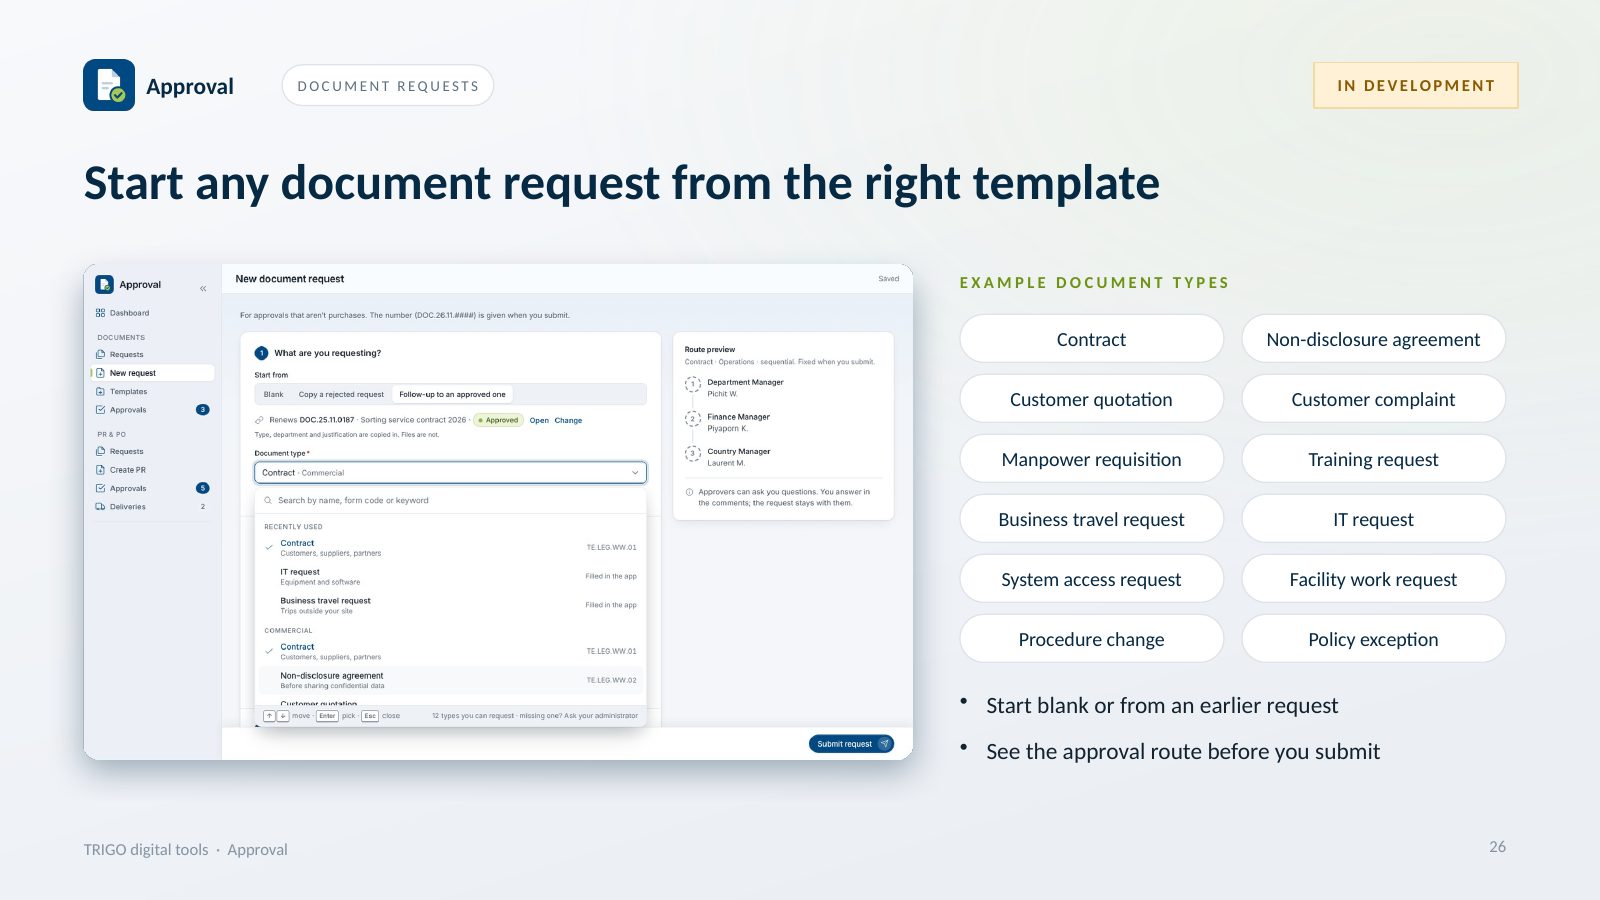 Approval
DOCUMENT REQUESTS
IN DEVELOPMENT
Start any document request from the right template
Approval
Dashboard
DOCUMENTS
Requests
New request
Templates
Approvals 3
PR & PO
Requests
Create PR
Approvals 5
Deliveries 2
New document request
Saved
For approvals that aren't purchases. The number (DOC.26.11.####) is given when you submit.
1 What are you requesting?
Start from
Blank Copy a rejected request Follow-up to an approved one
Renews DOC.25.11.0187 · Sorting service contract 2026 · Approved Open Change
Type, department and justification are copied in. Files are not.
Document type *
Contract · Commercial
Search by name, form code or keyword
RECENTLY USED
Contract
Customers, suppliers, partners
TE.LEG.WW.01
IT request
Equipment and software
Filled in the app
Business travel request
Trips outside your site
Filled in the app
COMMERCIAL
Contract
Customers, suppliers, partners
TE.LEG.WW.01
Non-disclosure agreement
Before sharing confidential data
TE.LEG.WW.02
Customer quotation
↑ ↓ move · Enter pick · Esc close
12 types you can request · missing one? Ask your administrator
Route preview
Contract · Operations · sequential. Fixed when you submit.
1 Department Manager
Pichit W.
2 Finance Manager
Piyaporn K.
3 Country Manager
Laurent M.
Approvers can ask you questions. You answer in
the comments; the request stays with them.
Submit request
EXAMPLE DOCUMENT TYPES
Contract
Non-disclosure agreement
Customer quotation
Customer complaint
Manpower requisition
Training request
Business travel request
IT request
System access request
Facility work request
Procedure change
Policy exception
• Start blank or from an earlier request
• See the approval route before you submit
TRIGO digital tools · Approval
26